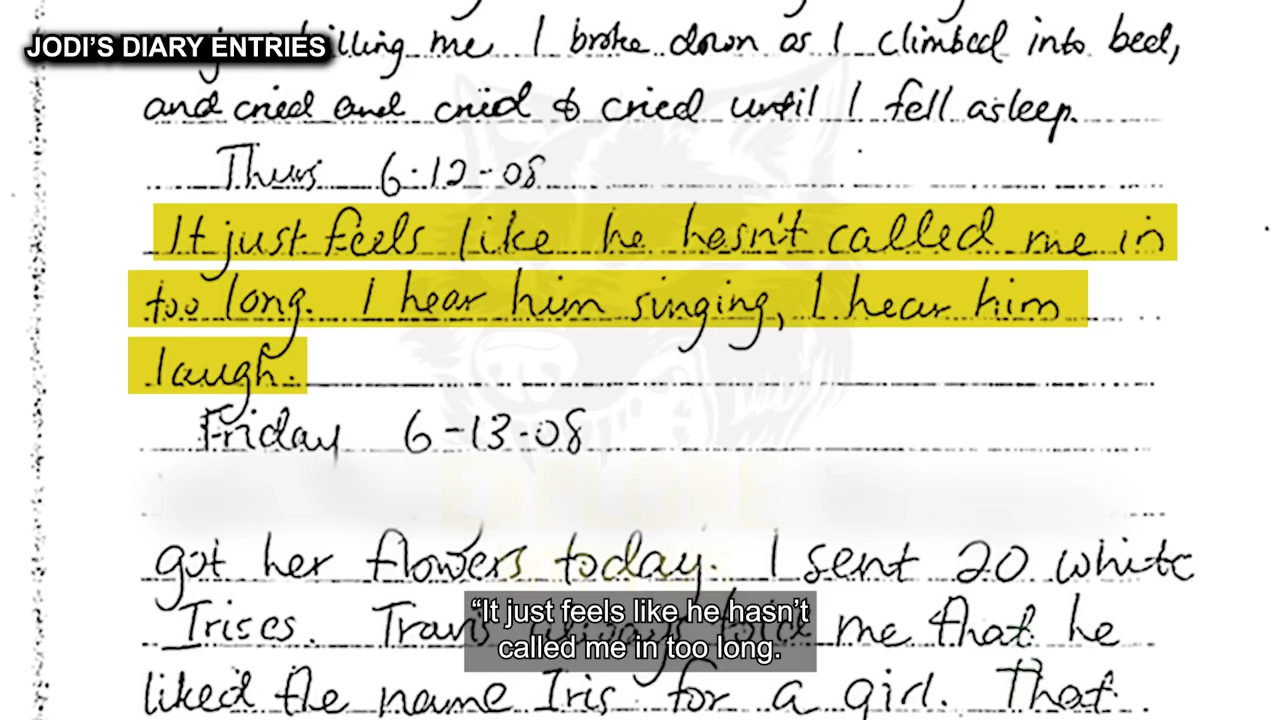 JODI'S DIARY ENTRIES
killing me I broke down as I climbed into bed,
and cried and cried & cried until I fell asleep.
Thurs 6-12-08
It just feels like he hasn't called me in
too long. I hear him singing, I hear him
laugh.
Friday 6-13-08
got her flowers today. I sent 20 white
Irises. Travis always told me that he
liked the name Iris for a girl. That
“It just feels like he hasn’t
called me in too long.